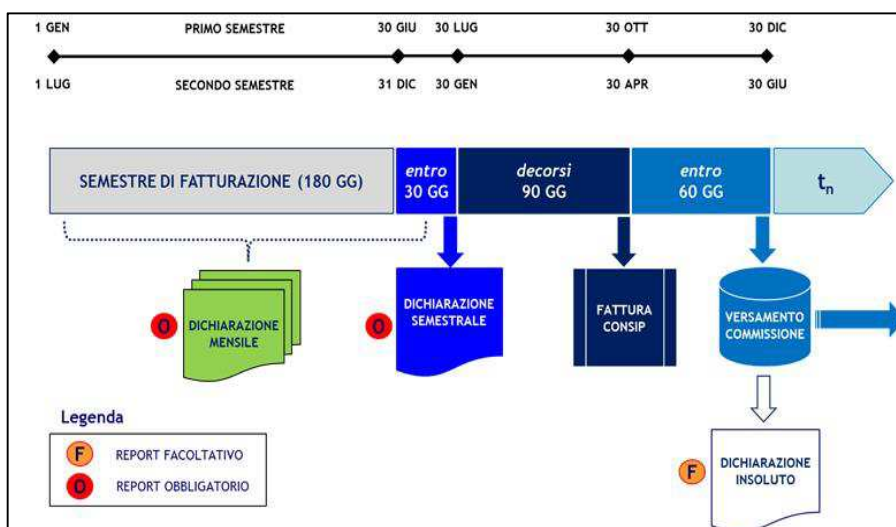 1 GEN PRIMO SEMESTRE 30 GIU 30 LUG 30 OTT 30 DIC
1 LUG SECONDO SEMESTRE 31 DIC 30 GEN 30 APR 30 GIU
SEMESTRE DI FATTURAZIONE (180 GG)
entro
30 GG
decorsi
90 GG
entro
60 GG
tn
O
DICHIARAZIONE
MENSILE
O
DICHIARAZIONE
SEMESTRALE
FATTURA
CONSIP
VERSAMENTO
COMMISSIONE
Legenda
F REPORT FACOLTATIVO
O REPORT OBBLIGATORIO
F
DICHIARAZIONE
INSOLUTO